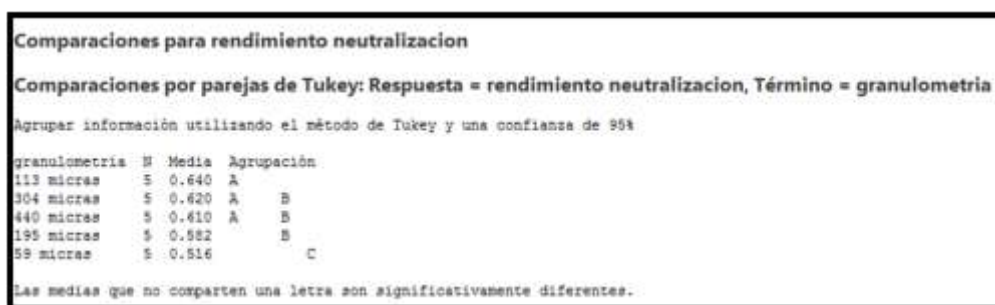 Comparaciones para rendimiento neutralizacion
Comparaciones por parejas de Tukey: Respuesta = rendimiento neutralizacion, Término = granulometria
Agrupar información utilizando el método de Tukey y una confianza de 95%
granulometria N Media Agrupación
113 micras 5 0.640 A
304 micras 5 0.620 A B
440 micras 5 0.610 A B
195 micras 5 0.582 B
59 micras 5 0.516 C
Las medias que no comparten una letra son significativamente diferentes.